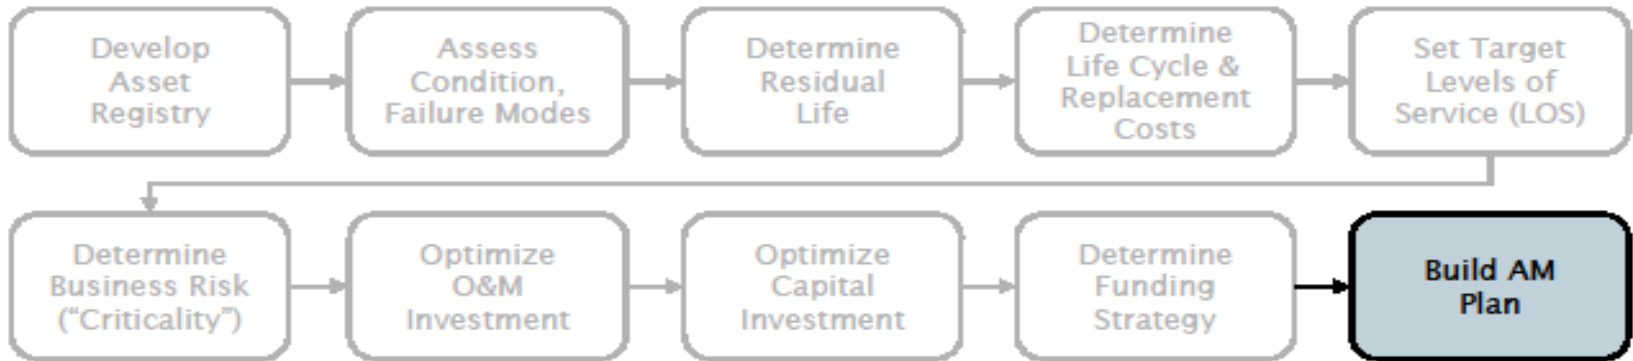 Develop
Asset
Registry
Assess
Condition,
Failure Modes
Determine
Residual
Life
Determine
Life Cycle &
Replacement
Costs
Set Target
Levels of
Service (LOS)
Determine
Business Risk
(“Criticality”)
Optimize
O&M
Investment
Optimize
Capital
Investment
Determine
Funding
Strategy
Build AM
Plan